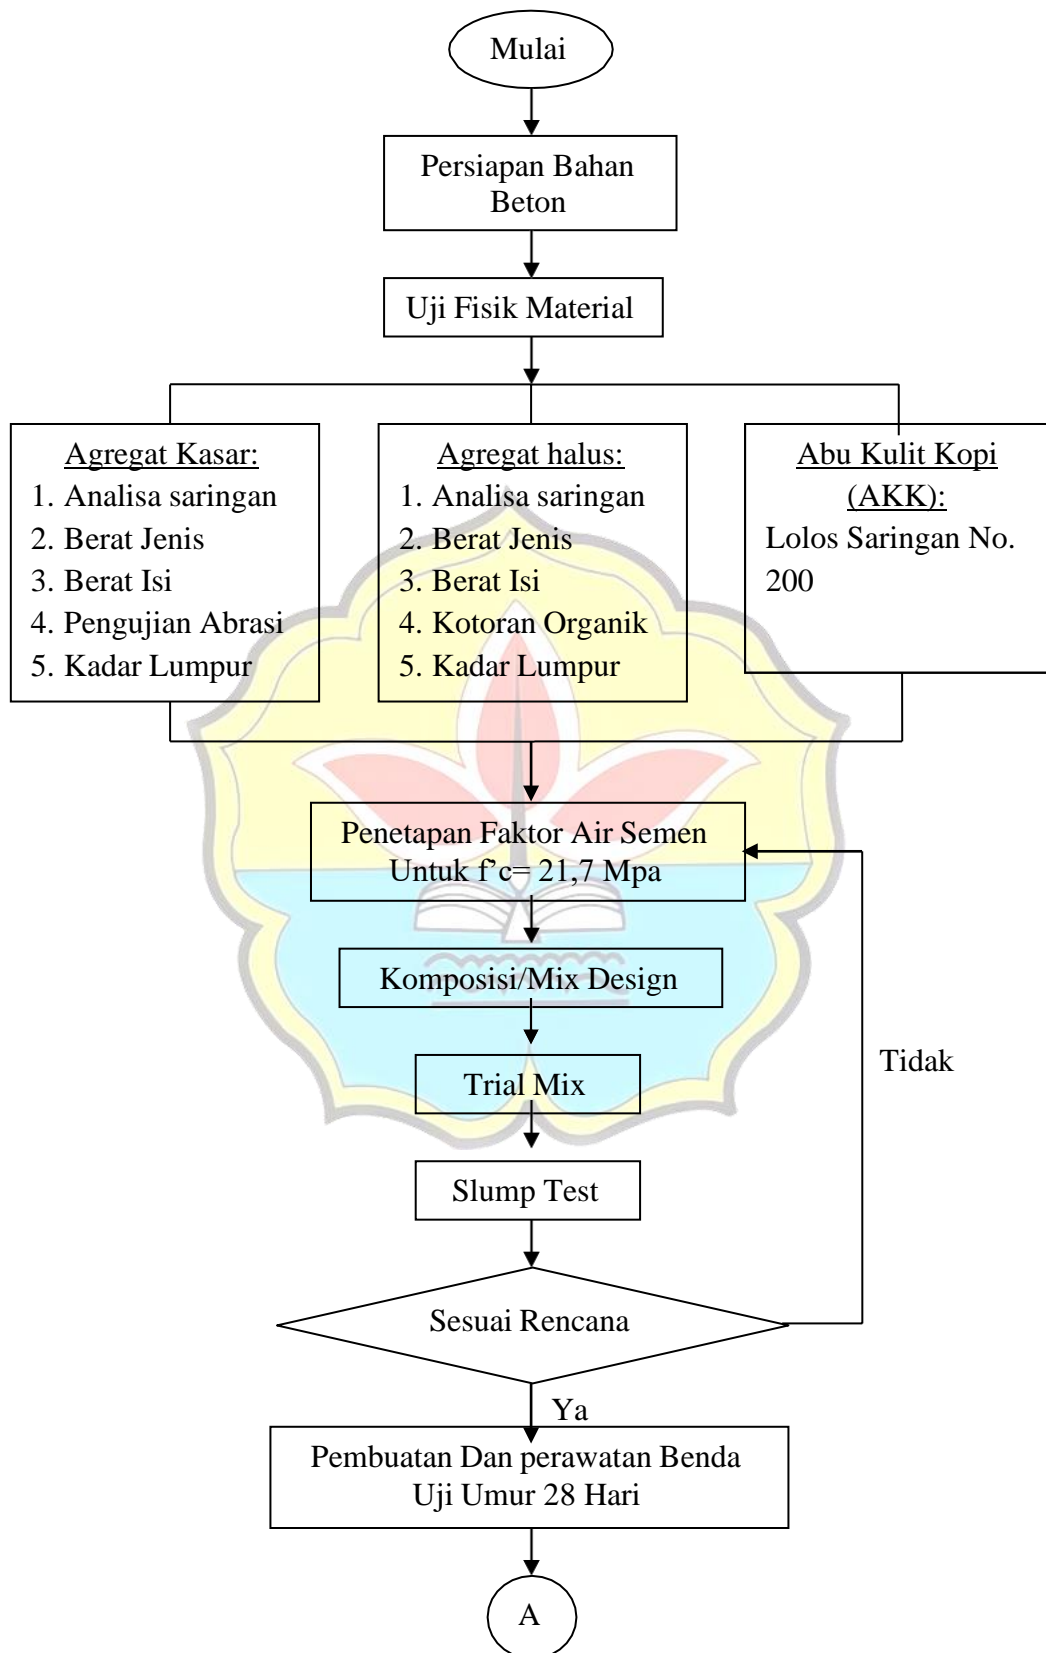 Mulai
Persiapan Bahan
Beton
Uji Fisik Material
Agregat Kasar:
1. Analisa saringan
2. Berat Jenis
3. Berat Isi
4. Pengujian Abrasi
5. Kadar Lumpur
Agregat halus:
1. Analisa saringan
2. Berat Jenis
3. Berat Isi
4. Kotoran Organik
5. Kadar Lumpur
Abu Kulit Kopi
(AKK):
Lolos Saringan No.
200
Penetapan Faktor Air Semen
Untuk f’c= 21,7 Mpa
Komposisi/Mix Design
Trial Mix
Tidak
Slump Test
Sesuai Rencana
Ya
Pembuatan Dan perawatan Benda
Uji Umur 28 Hari
A